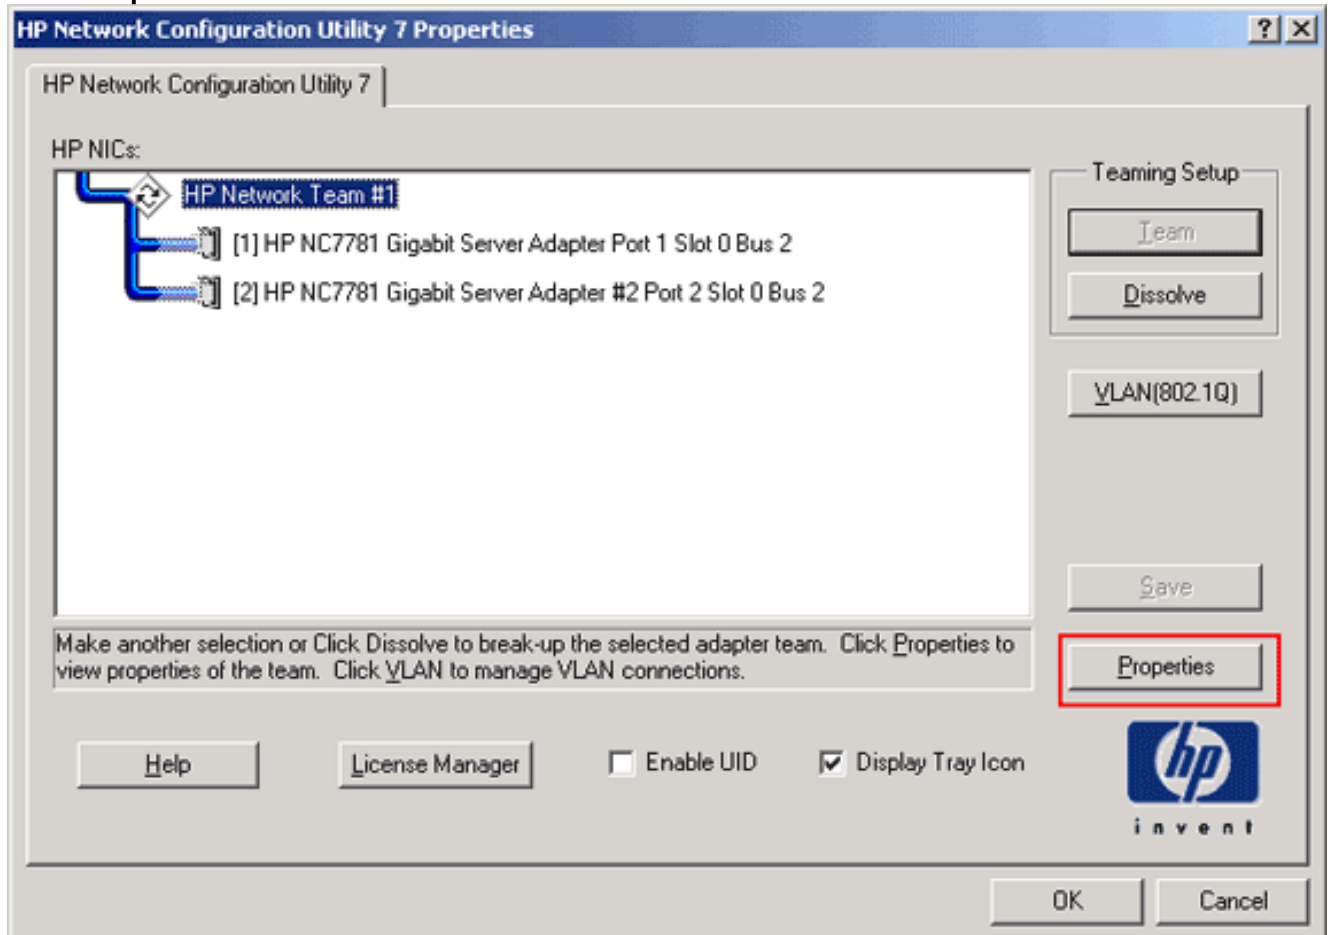 HP Network Configuration Utility 7 Properties
HP Network Configuration Utility 7
HP NICs:
HP Network Team #1
[1] HP NC7781 Gigabit Server Adapter Port 1 Slot 0 Bus 2
[2] HP NC7781 Gigabit Server Adapter #2 Port 2 Slot 0 Bus 2
Teaming Setup
Team
Dissolve
VLAN(802.1Q)
Save
Make another selection or Click Dissolve to break-up the selected adapter team. Click Properties to
view properties of the team. Click VLAN to manage VLAN connections.
Properties
Help
License Manager
Enable UID
Display Tray Icon
hp
invent
OK
Cancel